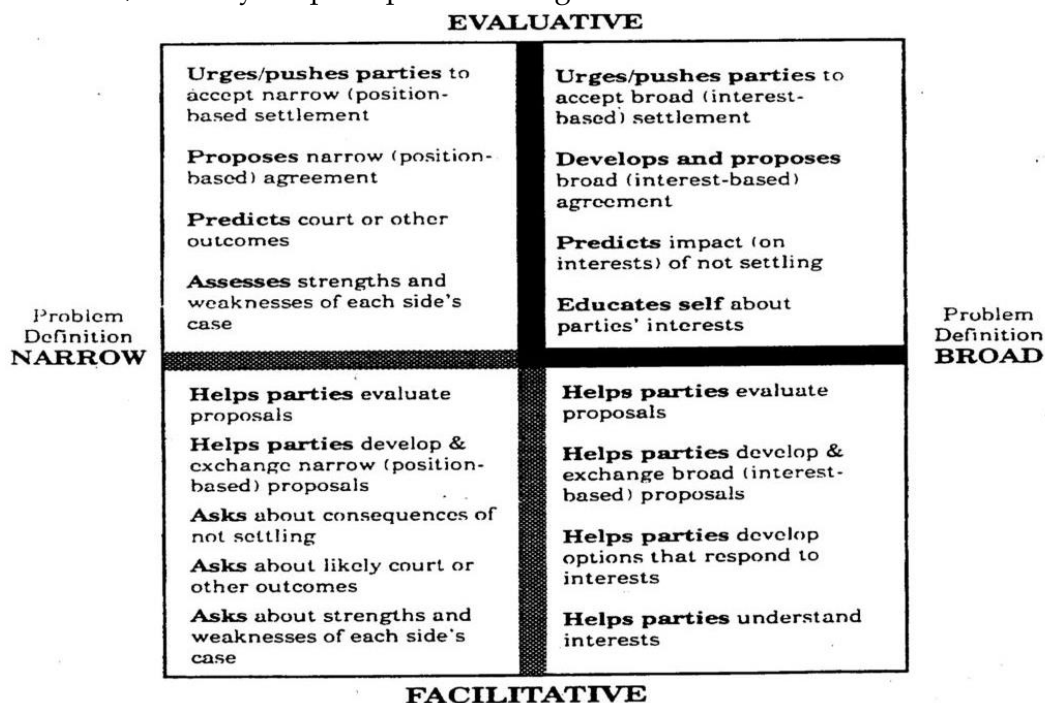 EVALUATIVE
Urges/pushes parties to
accept narrow (position-
based settlement
Proposes narrow (position-
based) agreement
Predicts court or other
outcomes
Assesses strengths and
weaknesses of each side's
case
Urges/pushes parties to
accept broad (interest-
based) settlement
Develops and proposes
broad (interest-based)
agreement
Predicts impact (on
interests) of not settling
Educates self about
parties' interests
Problem
Definition
NARROW
Problem
Definition
BROAD
Helps parties evaluate
proposals
Helps parties develop &
exchange narrow (position-
based) proposals
Asks about consequences of
not settling
Asks about likely court or
other outcomes
Asks about strengths and
weaknesses of each side's
case
Helps parties evaluate
proposals
Helps parties develop &
exchange broad (interest-
based) proposals
Helps parties develop
options that respond to
interests
Helps parties understand
interests
FACILITATIVE